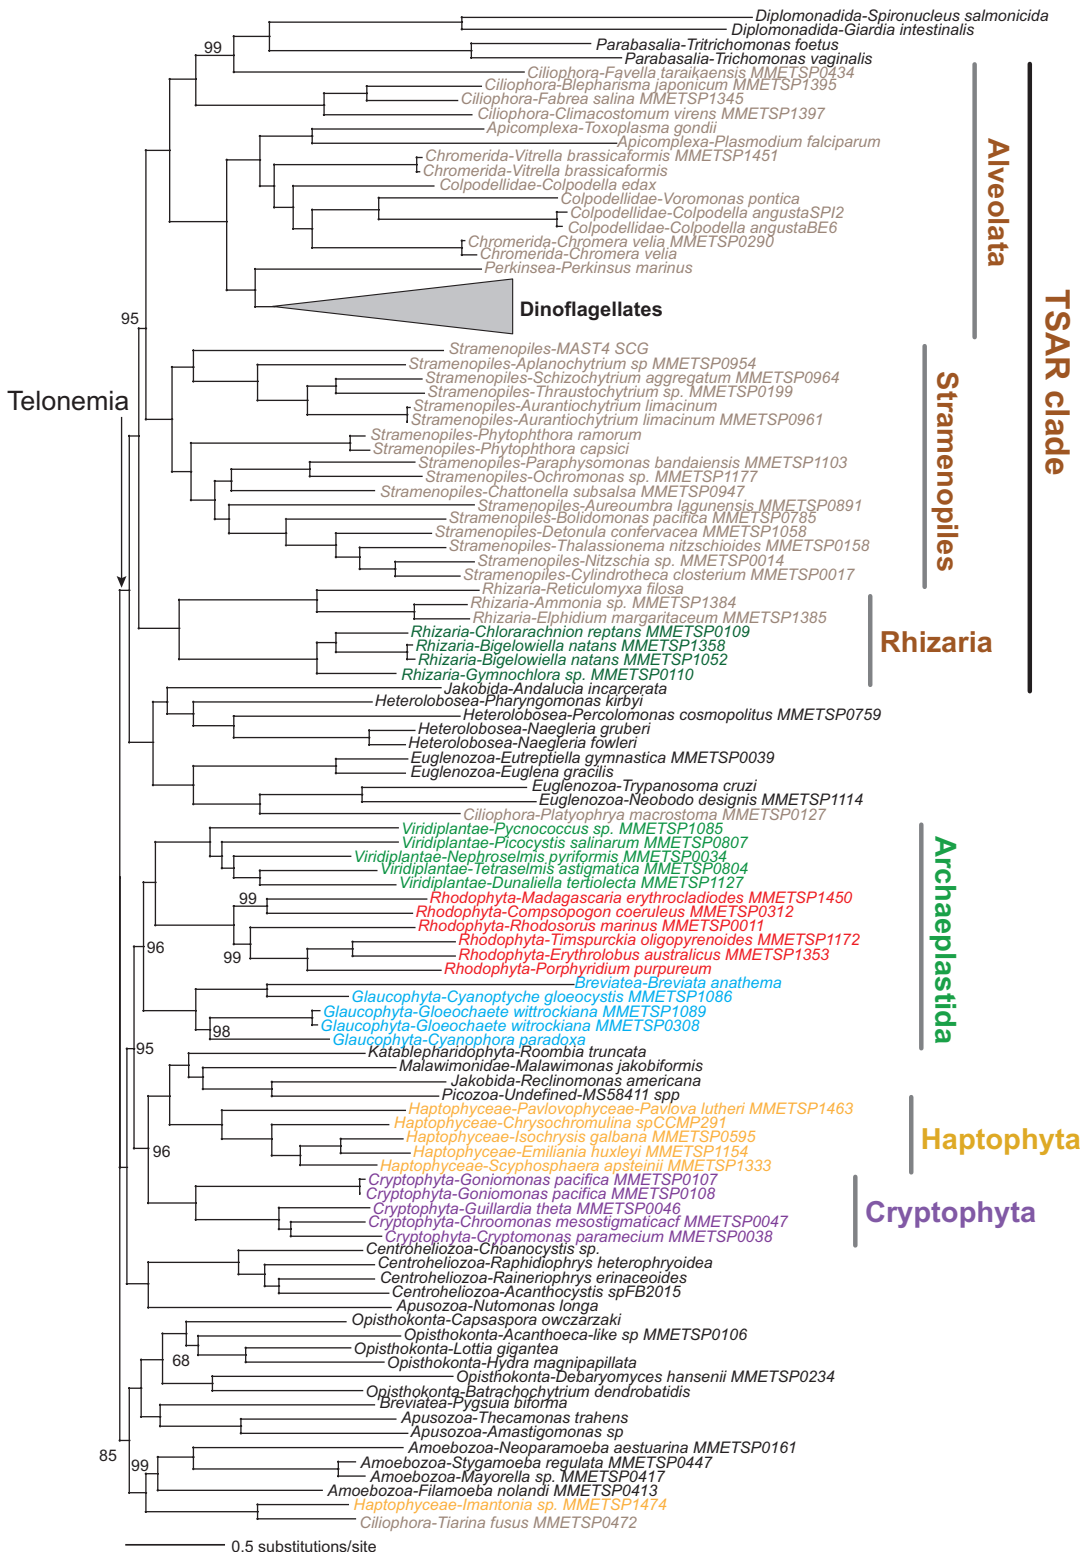 Diplomonadida-Spironucleus salmonicida
Diplomonadida-Giardia intestinalis
99
Parabasalia-Tritrichomonas foetus
Parabasalia-Trichomonas vaginalis
Ciliophora-Favella taraikaensis MMETSP0434
Ciliophora-Blepharisma japonicum MMETSP1395
Ciliophora-Fabrea salina MMETSP1345
Ciliophora-Climacostomum virens MMETSP1397
Apicomplexa-Toxoplasma gondii
Apicomplexa-Plasmodium falciparum
Chromerida-Vitrella brassicaformis MMETSP1451
Chromerida-Vitrella brassicaformis
Colpodellidae-Colpodella edax
Colpodellidae-Voromonas pontica
Colpodellidae-Colpodella angustaSPI2
Colpodellidae-Colpodella angustaBE6
Chromerida-Chromera velia MMETSP0290
Chromerida-Chromera velia
Perkinsea-Perkinsus marinus
Dinoflagellates
Alveolata
TSAR clade
95
Stramenopiles-MAST4 SCG
Stramenopiles-Aplanochytrium sp MMETSP0954
Stramenopiles-Schizochytrium aggregatum MMETSP0964
Stramenopiles-Thraustochytrium sp. MMETSP0199
Telonemia
Stramenopiles-Aurantiochytrium limacinum
Stramenopiles-Aurantiochytrium limacinum MMETSP0961
Stramenopiles-Phytophthora ramorum
Stramenopiles-Phytophthora capsici
Stramenopiles-Paraphysomonas bandaiensis MMETSP1103
Stramenopiles-Ochromonas sp. MMETSP1177
Stramenopiles-Chattonella subsalsa MMETSP0947
Stramenopiles-Aureoumbra lagunensis MMETSP0891
Stramenopiles-Bolidomonas pacifica MMETSP0785
Stramenopiles-Detonula confervacea MMETSP1058
Stramenopiles-Thalassionema nitzschioides MMETSP0158
Stramenopiles-Nitzschia sp. MMETSP0014
Stramenopiles-Cylindrotheca closterium MMETSP0017
Stramenopiles
Rhizaria-Reticulomyxa filosa
Rhizaria-Ammonia sp. MMETSP1384
Rhizaria-Elphidium margaritaceum MMETSP1385
Rhizaria-Chlorarachnion reptans MMETSP0109
Rhizaria-Bigelowiella natans MMETSP1358
Rhizaria-Bigelowiella natans MMETSP1052
Rhizaria-Gymnochlora sp. MMETSP0110
Rhizaria
Jakobida-Andalucia incarcerata
Heterolobosea-Pharyngomonas kirbyi
Heterolobosea-Percolomonas cosmopolitus MMETSP0759
Heterolobosea-Naegleria gruberi
Heterolobosea-Naegleria fowleri
Euglenozoa-Eutreptiella gymnastica MMETSP0039
Euglenozoa-Euglena gracilis
Euglenozoa-Trypanosoma cruzi
Euglenozoa-Neobodo designis MMETSP1114
Ciliophora-Platyophrya macrostoma MMETSP0127
Viridiplantae-Pycnococcus sp. MMETSP1085
Viridiplantae-Picocystis salinarum MMETSP0807
Viridiplantae-Nephroselmis pyriformis MMETSP0034
Viridiplantae-Tetraselmis astigmatica MMETSP0804
Viridiplantae-Dunaliella tertiolecta MMETSP1127
99
Rhodophyta-Madagascaria erythrocladiodes MMETSP1450
Rhodophyta-Compsopogon coeruleus MMETSP0312
Rhodophyta-Rhodosorus marinus MMETSP0011
96
99
Rhodophyta-Timspurckia oligopyrenoides MMETSP1172
Rhodophyta-Erythrolobus australicus MMETSP1353
Rhodophyta-Porphyridium purpureum
Breviatea-Breviata anathema
Glaucophyta-Cyanoptyche gloeocystis MMETSP1086
Glaucophyta-Gloeochaete wittrockiana MMETSP1089
Glaucophyta-Gloeochaete witrockiana MMETSP0308
98
Glaucophyta-Cyanophora paradoxa
Archaeplastida
95
Katablepharidophyta-Roombia truncata
Malawimonidae-Malawimonas jakobiformis
Jakobida-Reclinomonas americana
Picozoa-Undefined-MS58411 spp
Haptophyceae-Pavlovophyceae-Pavlova lutheri MMETSP1463
Haptophyceae-Chrysochromulina spCCMP291
Haptophyceae-Isochrysis galbana MMETSP0595
96
Haptophyceae-Emiliania huxleyi MMETSP1154
Haptophyceae-Scyphosphaera apsteinii MMETSP1333
Haptophyta
Cryptophyta-Goniomonas pacifica MMETSP0107
Cryptophyta-Goniomonas pacifica MMETSP0108
Cryptophyta-Guillardia theta MMETSP0046
Cryptophyta-Chroomonas mesostigmaticacf MMETSP0047
Cryptophyta-Cryptomonas paramecium MMETSP0038
Cryptophyta
Centroheliozoa-Choanocystis sp.
Centroheliozoa-Raphidiophrys heterophryoidea
Centroheliozoa-Raineriophrys erinaceoides
Centroheliozoa-Acanthocystis spFB2015
Apusozoa-Nutomonas longa
Opisthokonta-Capsaspora owczarzaki
Opisthokonta-Acanthoeca-like sp MMETSP0106
Opisthokonta-Lottia gigantea
68
Opisthokonta-Hydra magnipapillata
Opisthokonta-Debaryomyces hansenii MMETSP0234
Opisthokonta-Batrachochytrium dendrobatidis
Breviatea-Pygsuia biforma
Apusozoa-Thecamonas trahens
Apusozoa-Amastigomonas sp
85
Amoebozoa-Neoparamoeba aestuarina MMETSP0161
99
Amoebozoa-Stygamoeba regulata MMETSP0447
Amoebozoa-Mayorella sp. MMETSP0417
Amoebozoa-Filamoeba nolandi MMETSP0413
Haptophyceae-Imantonia sp. MMETSP1474
Ciliophora-Tiarina fusus MMETSP0472
0.5 substitutions/site